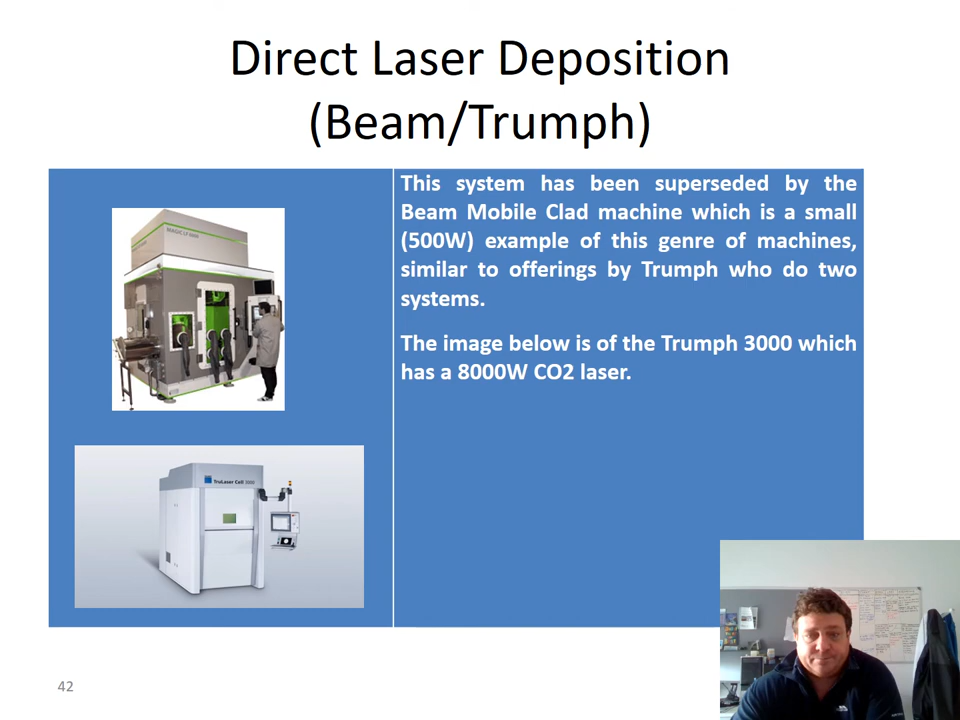 Direct Laser Deposition
(Beam/Trumph)
This system has been superseded by the
Beam Mobile Clad machine which is a small
(500W) example of this genre of machines,
similar to offerings by Trumph who do two
systems.
The image below is of the Trumph 3000 which
has a 8000W CO2 laser.
TruLaser Cell 3000
42